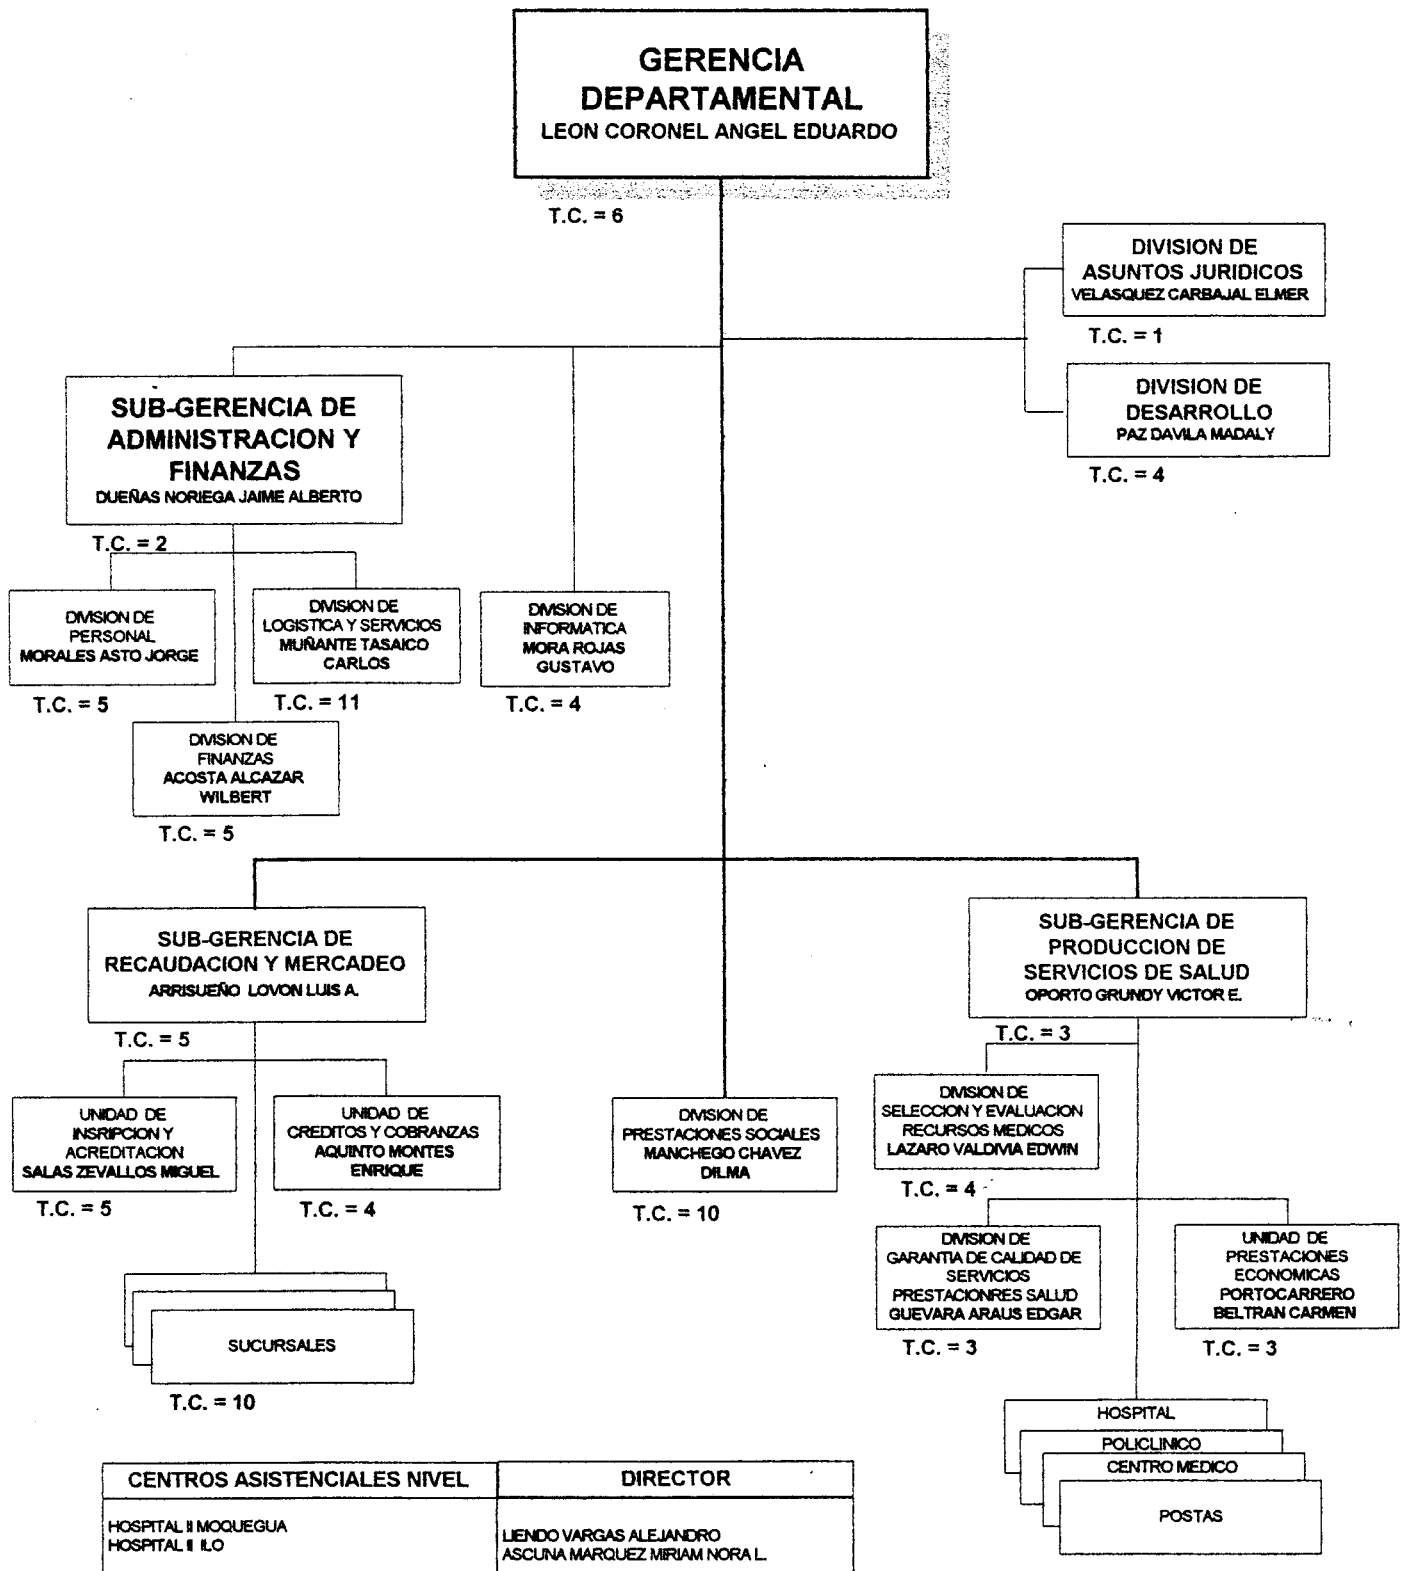 GERENCIA
DEPARTAMENTAL
LEON CORONEL ANGEL EDUARDO
T.C. = 6
DIVISION DE
ASUNTOS JURIDICOS
VELASQUEZ CARBAJAL ELMER
T.C. = 1
DIVISION DE
DESARROLLO
PAZ DAVILA MADALY
T.C. = 4
SUB-GERENCIA DE
ADMINISTRACION Y
FINANZAS
DUEÑAS NORIEGA JAIME ALBERTO
T.C. = 2
DIVISION DE
PERSONAL
MORALES ASTO JORGE
T.C. = 5
DIVISION DE
LOGISTICA Y SERVICIOS
MUÑANTE TASAICO
CARLOS
T.C. = 11
DIVISION DE
INFORMATICA
MORA ROJAS
GUSTAVO
T.C. = 4
DIVISION DE
FINANZAS
ACOSTA ALCAZAR
WILBERT
T.C. = 5
SUB-GERENCIA DE
RECAUDACION Y MERCADEO
ARRISUEÑO LOVON LUIS A.
T.C. = 5
SUB-GERENCIA DE
PRODUCCION DE
SERVICIOS DE SALUD
OPORTO GRUNDY VICTOR E.
T.C. = 3
UNIDAD DE
INSRIPCION Y
ACREDITACION
SALAS ZEVALLOS MIGUEL
T.C. = 5
UNIDAD DE
CREDITOS Y COBRANZAS
AQUINTO MONTES
ENRIQUE
T.C. = 4
DIVISION DE
PRESTACIONES SOCIALES
MANCHEGO CHAVEZ
DILMA
T.C. = 10
DIVISION DE
SELECCION Y EVALUACION
RECURSOS MEDICOS
LAZARO VALDIVIA EDWIN
T.C. = 4
DIVISION DE
GARANTIA DE CALIDAD DE
SERVICIOS
PRESTACIONRES SALUD
GUEVARA ARAUS EDGAR
T.C. = 3
UNIDAD DE
PRESTACIONES
ECONOMICAS
PORTOCARRERO
BELTRAN CARMEN
T.C. = 3
SUCURSALES
T.C. = 10
HOSPITAL
POLICLINICO
CENTRO MEDICO
POSTAS
CENTROS ASISTENCIALES NIVEL
DIRECTOR
HOSPITAL II MOQUEGUA
HOSPITAL II ILO
LIENDO VARGAS ALEJANDRO
ASCUNA MARQUEZ MIRIAM NORA L.